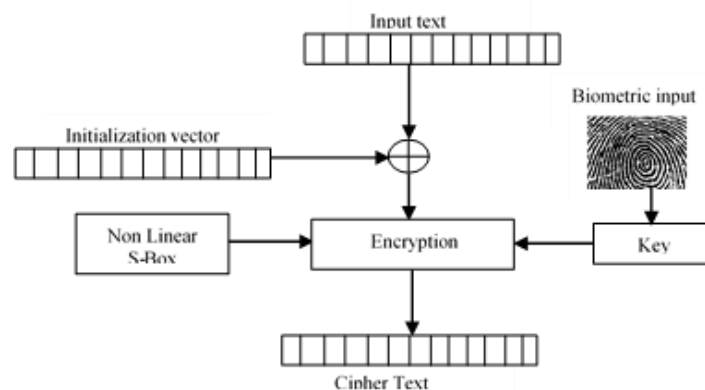 Input text
Biometric input
Initialization vector
Non Linear
S-Box
Encryption
Key
Cipher Text